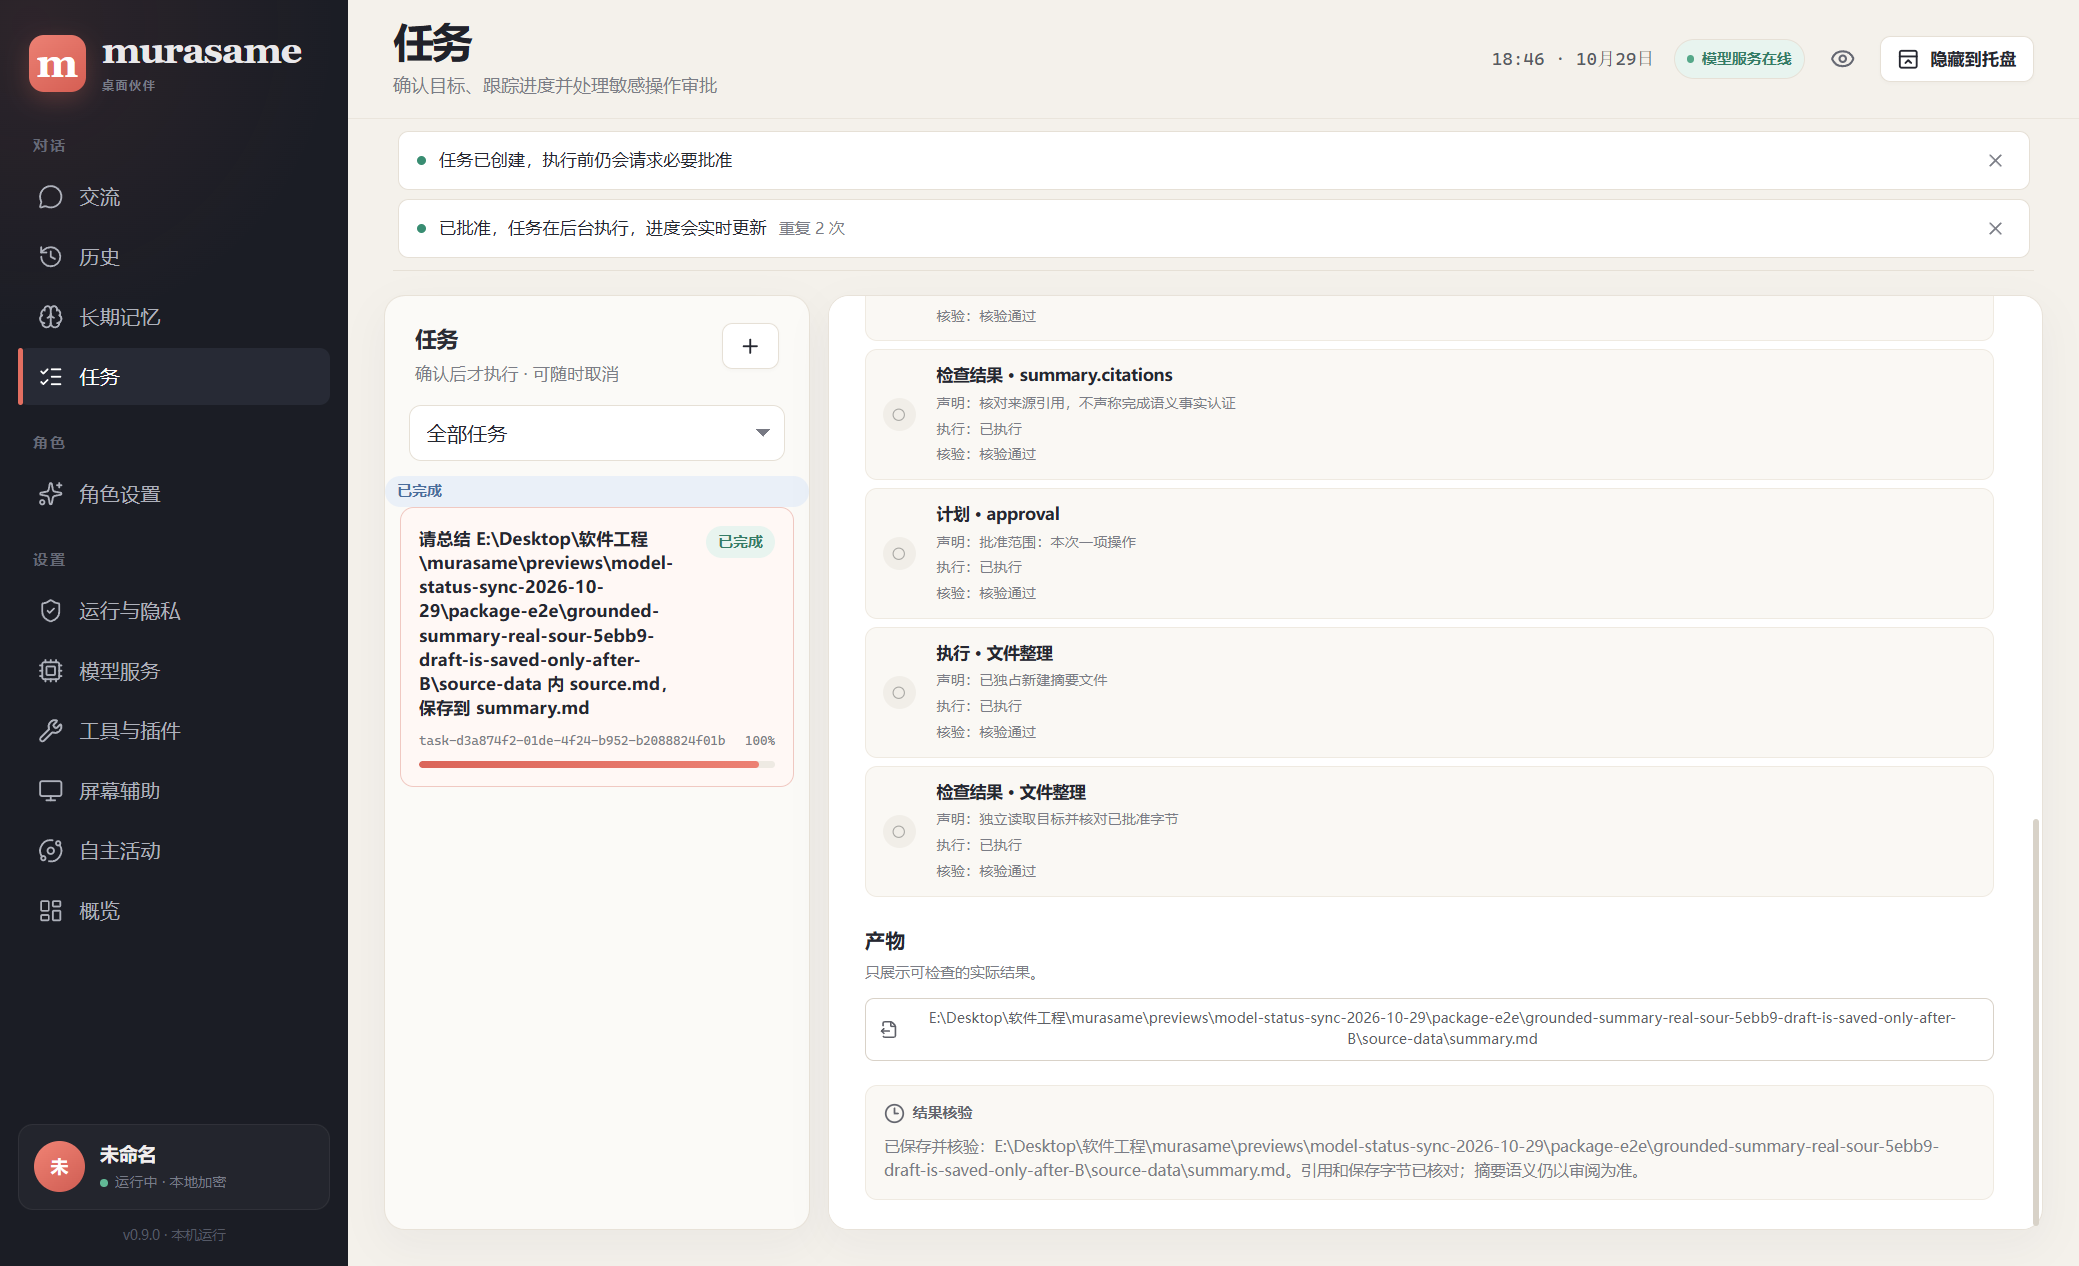 m
murasame
桌面伙伴
对话
交流
历史
长期记忆
任务
角色
角色设置
设置
运行与隐私
模型服务
工具与插件
屏幕辅助
自主活动
概览
未
未命名
运行中 · 本地加密
v0.9.0 · 本机运行
任务
确认目标、跟踪进度并处理敏感操作审批
18:46 · 10月29日
模型服务在线
隐藏到托盘
任务已创建，执行前仍会请求必要批准
已批准，任务在后台执行，进度会实时更新 重复 2 次
任务
确认后才执行 · 可随时取消
全部任务
已完成
请总结 E:\Desktop\软件工程
\murasame\previews\model-
status-sync-2026-10-
29\package-e2e\grounded-
summary-real-sour-5ebb9-
draft-is-saved-only-after-
B\source-data 内 source.md，
保存到 summary.md
已完成
task-d3a874f2-01de-4f24-b952-b2088824f01b 100%
核验：核验通过
检查结果 • summary.citations
声明：核对来源引用，不声称完成语义事实认证
执行：已执行
核验：核验通过
计划 • approval
声明：批准范围：本次一项操作
执行：已执行
核验：核验通过
执行 • 文件整理
声明：已独占新建摘要文件
执行：已执行
核验：核验通过
检查结果 • 文件整理
声明：独立读取目标并核对已批准字节
执行：已执行
核验：核验通过
产物
只展示可检查的实际结果。
E:\Desktop\软件工程\murasame\previews\model-status-sync-2026-10-29\package-e2e\grounded-summary-real-sour-5ebb9-draft-is-saved-only-after-
B\source-data\summary.md
结果核验
已保存并核验：E:\Desktop\软件工程\murasame\previews\model-status-sync-2026-10-29\package-e2e\grounded-summary-real-sour-5ebb9-
draft-is-saved-only-after-B\source-data\summary.md。引用和保存字节已核对；摘要语义仍以审阅为准。